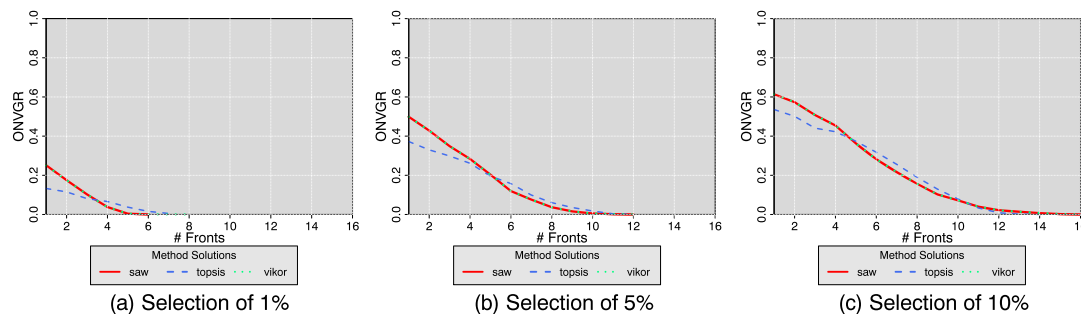 1.0
0.8
0.6
0.4
0.2
0.0
ONVGR
2 4 6 8 10 12 14 16
# Fronts
Method Solutions
saw topsis vikor
(a) Selection of 1%
1.0
0.8
0.6
0.4
0.2
0.0
ONVGR
2 4 6 8 10 12 14 16
# Fronts
Method Solutions
saw topsis vikor
(b) Selection of 5%
1.0
0.8
0.6
0.4
0.2
0.0
ONVGR
2 4 6 8 10 12 14 16
# Fronts
Method Solutions
saw topsis vikor
(c) Selection of 10%